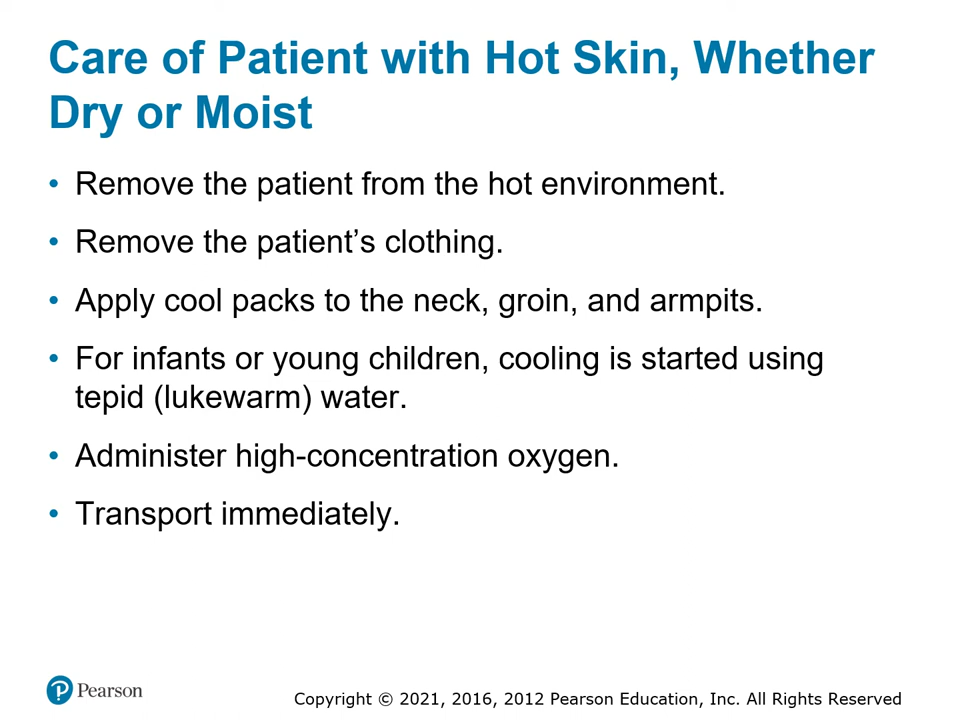 Care of Patient with Hot Skin, Whether
Dry or Moist
• Remove the patient from the hot environment.
• Remove the patient’s clothing.
• Apply cool packs to the neck, groin, and armpits.
• For infants or young children, cooling is started using
tepid (lukewarm) water.
• Administer high-concentration oxygen.
• Transport immediately.
Pearson
Copyright © 2021, 2016, 2012 Pearson Education, Inc. All Rights Reserved